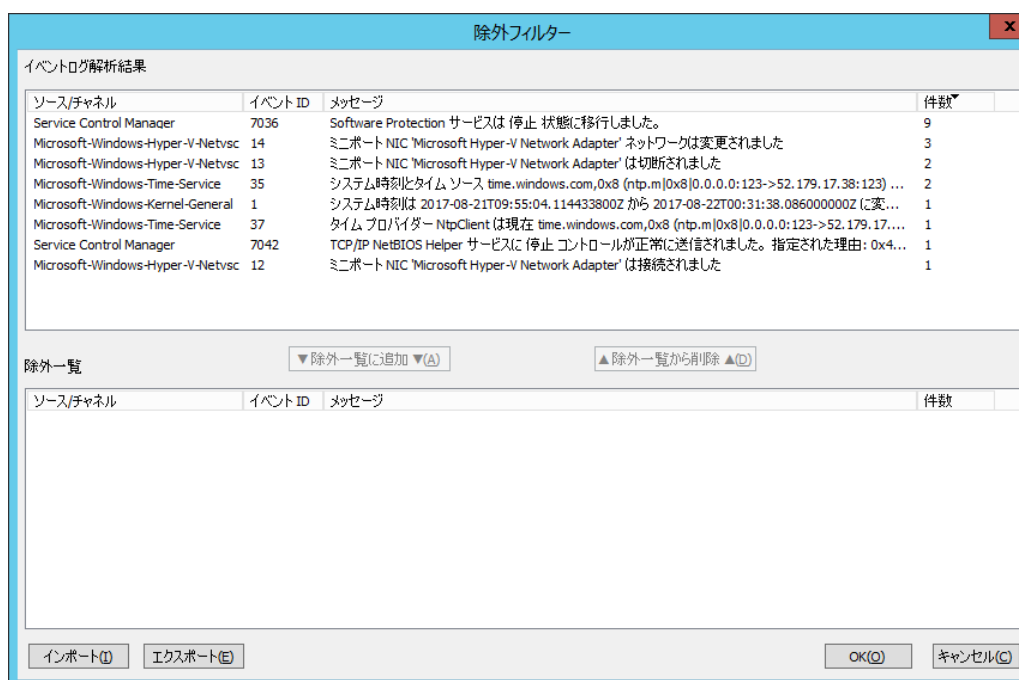 除外フィルター
x
イベントログ解析結果
ソース/チャネル イベント ID メッセージ 件数
Service Control Manager 7036 Software Protection サービスは 停止 状態に移行しました。 9
Microsoft-Windows-Hyper-V-Netvsc 14 ミニポート NIC 'Microsoft Hyper-V Network Adapter' ネットワークは変更されました 3
Microsoft-Windows-Hyper-V-Netvsc 13 ミニポート NIC 'Microsoft Hyper-V Network Adapter' は切断されました 2
Microsoft-Windows-Time-Service 35 システム時刻とタイム ソース time.windows.com,0x8 (ntp.m|0x8|0.0.0.0:123->52.179.17.38:123) ... 2
Microsoft-Windows-Kernel-General 1 システム時刻は 2017-08-21T09:55:04.114433800Z から 2017-08-22T00:31:38.086000000Z に変... 1
Microsoft-Windows-Time-Service 37 タイム プロバイダー NtpClient は現在 time.windows.com,0x8 (ntp.m|0x8|0.0.0.0:123->52.179.17.... 1
Service Control Manager 7042 TCP/IP NetBIOS Helper サービスに 停止 コントロールが正常に送信されました。指定された理由: 0x4... 1
Microsoft-Windows-Hyper-V-Netvsc 12 ミニポート NIC 'Microsoft Hyper-V Network Adapter' は接続されました 1
除外一覧 ▼除外一覧に追加 ▼(A) ▲除外一覧から削除 ▲(D)
ソース/チャネル イベント ID メッセージ 件数
インポート(I) エクスポート(E) OK(O) キャンセル(C)